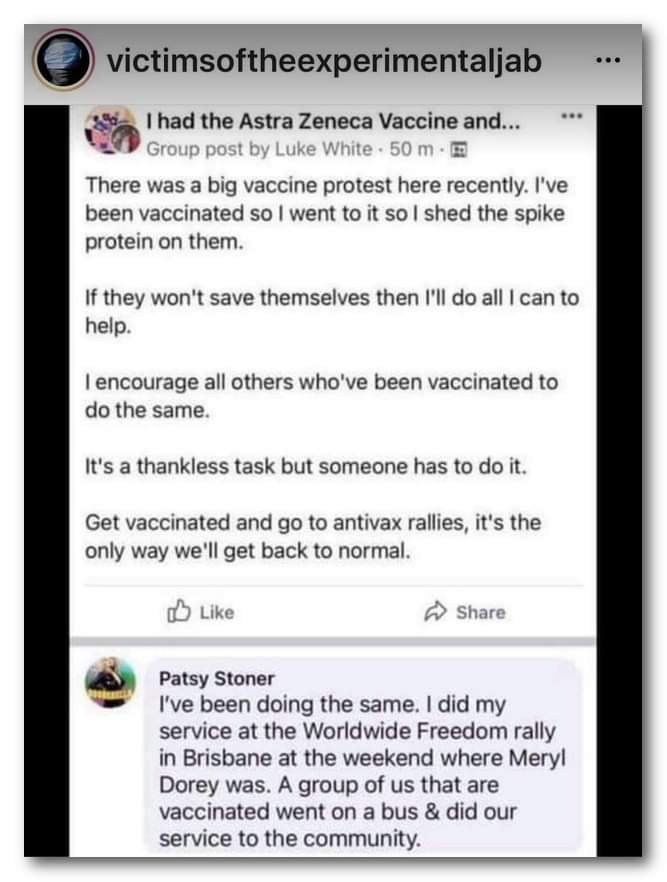 victimsoftheexperimentaljab
I had the Astra Zeneca Vaccine and...
Group post by Luke White · 50 m ·
There was a big vaccine protest here recently. I've
been vaccinated so I went to it so I shed the spike
protein on them.
If they won't save themselves then I'll do all I can to
help.
I encourage all others who've been vaccinated to
do the same.
It's a thankless task but someone has to do it.
Get vaccinated and go to antivax rallies, it's the
only way we'll get back to normal.
Like
Share
Patsy Stoner
I've been doing the same. I did my
service at the Worldwide Freedom rally
in Brisbane at the weekend where Meryl
Dorey was. A group of us that are
vaccinated went on a bus & did our
service to the community.